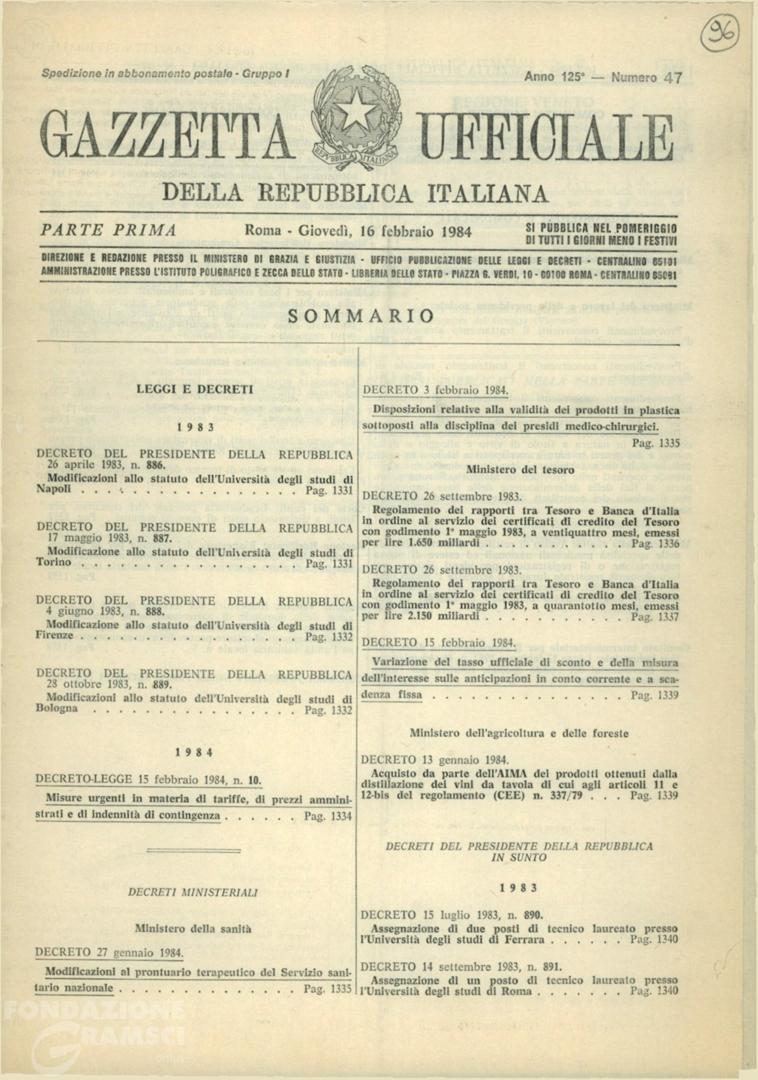 96
Spedizione in abbonamento postale - Gruppo I
Anno 125° — Numero 47
GAZZETTA UFFICIALE
REPVBBLICA ITALIANA
DELLA REPUBBLICA ITALIANA
PARTE PRIMA
Roma - Giovedì, 16 febbraio 1984
SI PUBBLICA NEL POMERIGGIO
DI TUTTI I GIORNI MENO I FESTIVI
DIREZIONE E REDAZIONE PRESSO IL MINISTERO DI GRAZIA E GIUSTIZIA - UFFICIO PUBBLICAZIONE DELLE LEGGI E DECRETI - CENTRALINO 65101
AMMINISTRAZIONE PRESSO L'ISTITUTO POLIGRAFICO E ZECCA DELLO STATO - LIBRERIA DELLO STATO - PIAZZA G. VERDI, 10 - 00100 ROMA - CENTRALINO 85081
SOMMARIO
LEGGI E DECRETI
1983
DECRETO DEL PRESIDENTE DELLA REPUBBLICA
26 aprile 1983, n. 886.
Modificazioni allo statuto dell'Università degli studi di
Napoli . . . . . . . . . . . . . . . . Pag. 1331
DECRETO DEL PRESIDENTE DELLA REPUBBLICA
17 maggio 1983, n. 887.
Modificazione allo statuto dell'Università degli studi di
Torino . . . . . . . . . . . . . . . . Pag. 1331
DECRETO DEL PRESIDENTE DELLA REPUBBLICA
4 giugno 1983, n. 888.
Modificazione allo statuto dell'Università degli studi di
Firenze . . . . . . . . . . . . . . . . Pag. 1332
DECRETO DEL PRESIDENTE DELLA REPUBBLICA
28 ottobre 1983, n. 889.
Modificazioni allo statuto dell'Università degli studi di
Bologna . . . . . . . . . . . . . . . Pag. 1332
1984
DECRETO-LEGGE 15 febbraio 1984, n. 10.
Misure urgenti in materia di tariffe, di prezzi ammini-
strati e di indennità di contingenza . . . . . . Pag. 1334
DECRETI MINISTERIALI
Ministero della sanità
DECRETO 27 gennaio 1984.
Modificazioni al prontuario terapeutico del Servizio sani-
tario nazionale . . . . . . . . . . . . . . Pag. 1335
DECRETO 3 febbraio 1984.
Disposizioni relative alla validità dei prodotti in plastica
sottoposti alla disciplina dei presidi medico-chirurgici.
Pag. 1335
Ministero del tesoro
DECRETO 26 settembre 1983.
Regolamento dei rapporti tra Tesoro e Banca d'Italia
in ordine al servizio dei certificati di credito del Tesoro
con godimento 1° maggio 1983, a ventiquattro mesi, emessi
per lire 1.650 miliardi . . . . . . . . . . . Pag. 1336
DECRETO 26 settembre 1983.
Regolamento dei rapporti tra Tesoro e Banca d'Italia
in ordine al servizio dei certificati di credito del Tesoro
con godimento 1° maggio 1983, a quarantotto mesi, emessi
per lire 2.150 miliardi . . . . . . . . . . . Pag. 1337
DECRETO 15 febbraio 1984.
Variazione del tasso ufficiale di sconto e della misura
dell'interesse sulle anticipazioni in conto corrente e a sca-
denza fissa . . . . . . . . . . . . . . . Pag. 1339
Ministero dell'agricoltura e delle foreste
DECRETO 13 gennaio 1984.
Acquisto da parte dell'AIMA dei prodotti ottenuti dalla
distillazione dei vini da tavola di cui agli articoli 11 e
12-bis del regolamento (CEE) n. 337/79 . . . Pag. 1339
DECRETI DEL PRESIDENTE DELLA REPUBBLICA
IN SUNTO
1983
DECRETO 15 luglio 1983, n. 890.
Assegnazione di due posti di tecnico laureato presso
l'Università degli studi di Ferrara . . . . . . Pag. 1340
DECRETO 14 settembre 1983, n. 891.
Assegnazione di un posto di tecnico laureato presso
l'Università degli studi di Roma . . . . . . . Pag. 1340
FONDAZIONE
GRAMSCI
onlus